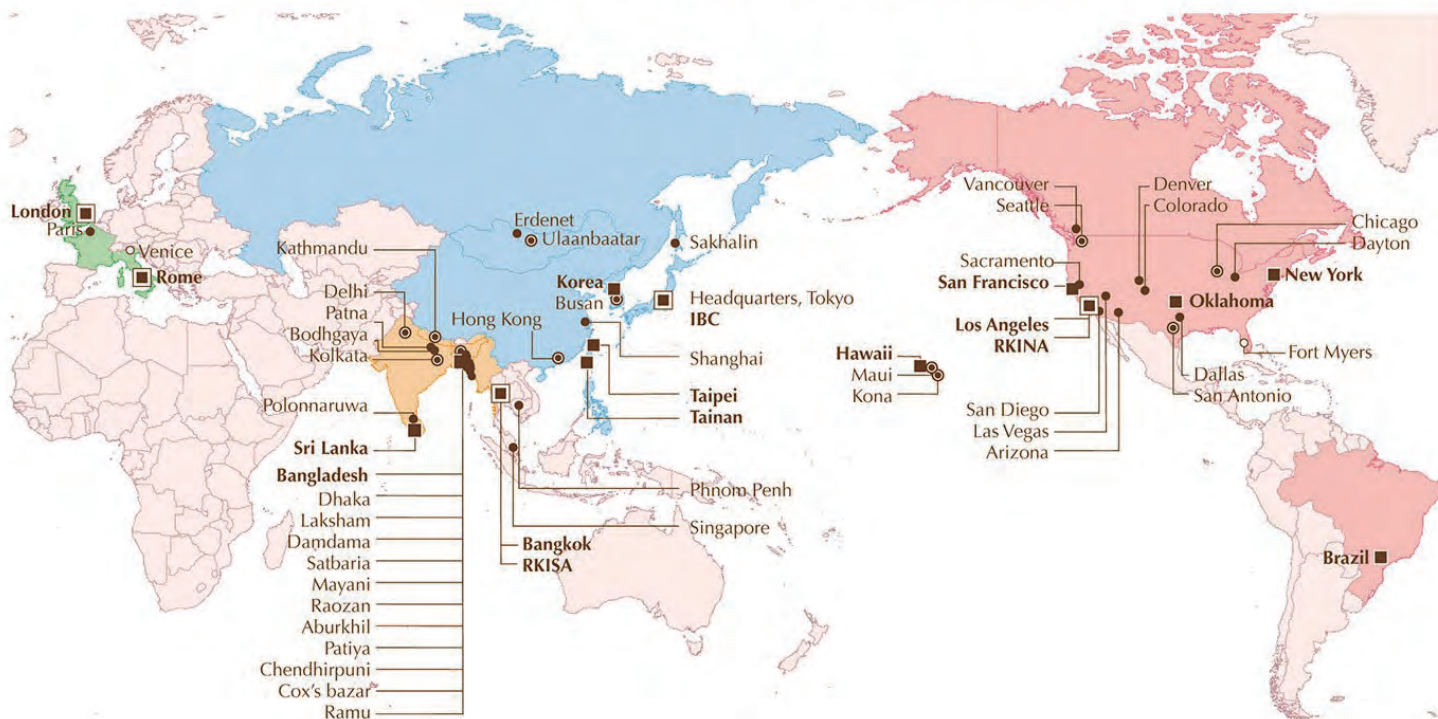 London
Paris
Venice
Rome
Kathmandu
Delhi
Patna
Bodhgaya
Kolkata
Polonnaruwa
Sri Lanka
Bangladesh
Dhaka
Laksham
Damdama
Satbaria
Mayani
Raozan
Aburkhil
Patiya
Chendhirpuni
Cox's bazar
Ramu
Erdenet
Ulaanbaatar
Sakhalin
Korea
Busan
Headquarters, Tokyo
IBC
Hong Kong
Shanghai
Taipei
Tainan
Phnom Penh
Singapore
Bangkok
RKISA
Hawaii
Maui
Kona
Vancouver
Seattle
Sacramento
San Francisco
Los Angeles
RKINA
San Diego
Las Vegas
Arizona
Denver
Colorado
Chicago
Dayton
New York
Oklahoma
Fort Myers
Dallas
San Antonio
Brazil